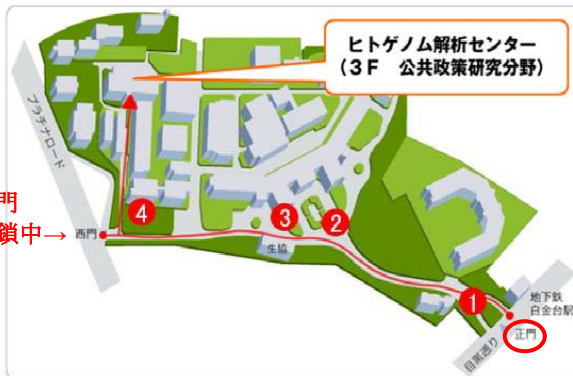 ヒトゲノム解析センター
(3F 公共政策研究分野)
プラチナロード
門
鎖中→
西門
4
3
2
生協
1
地下鉄
白金台駅
正門
目黒通り